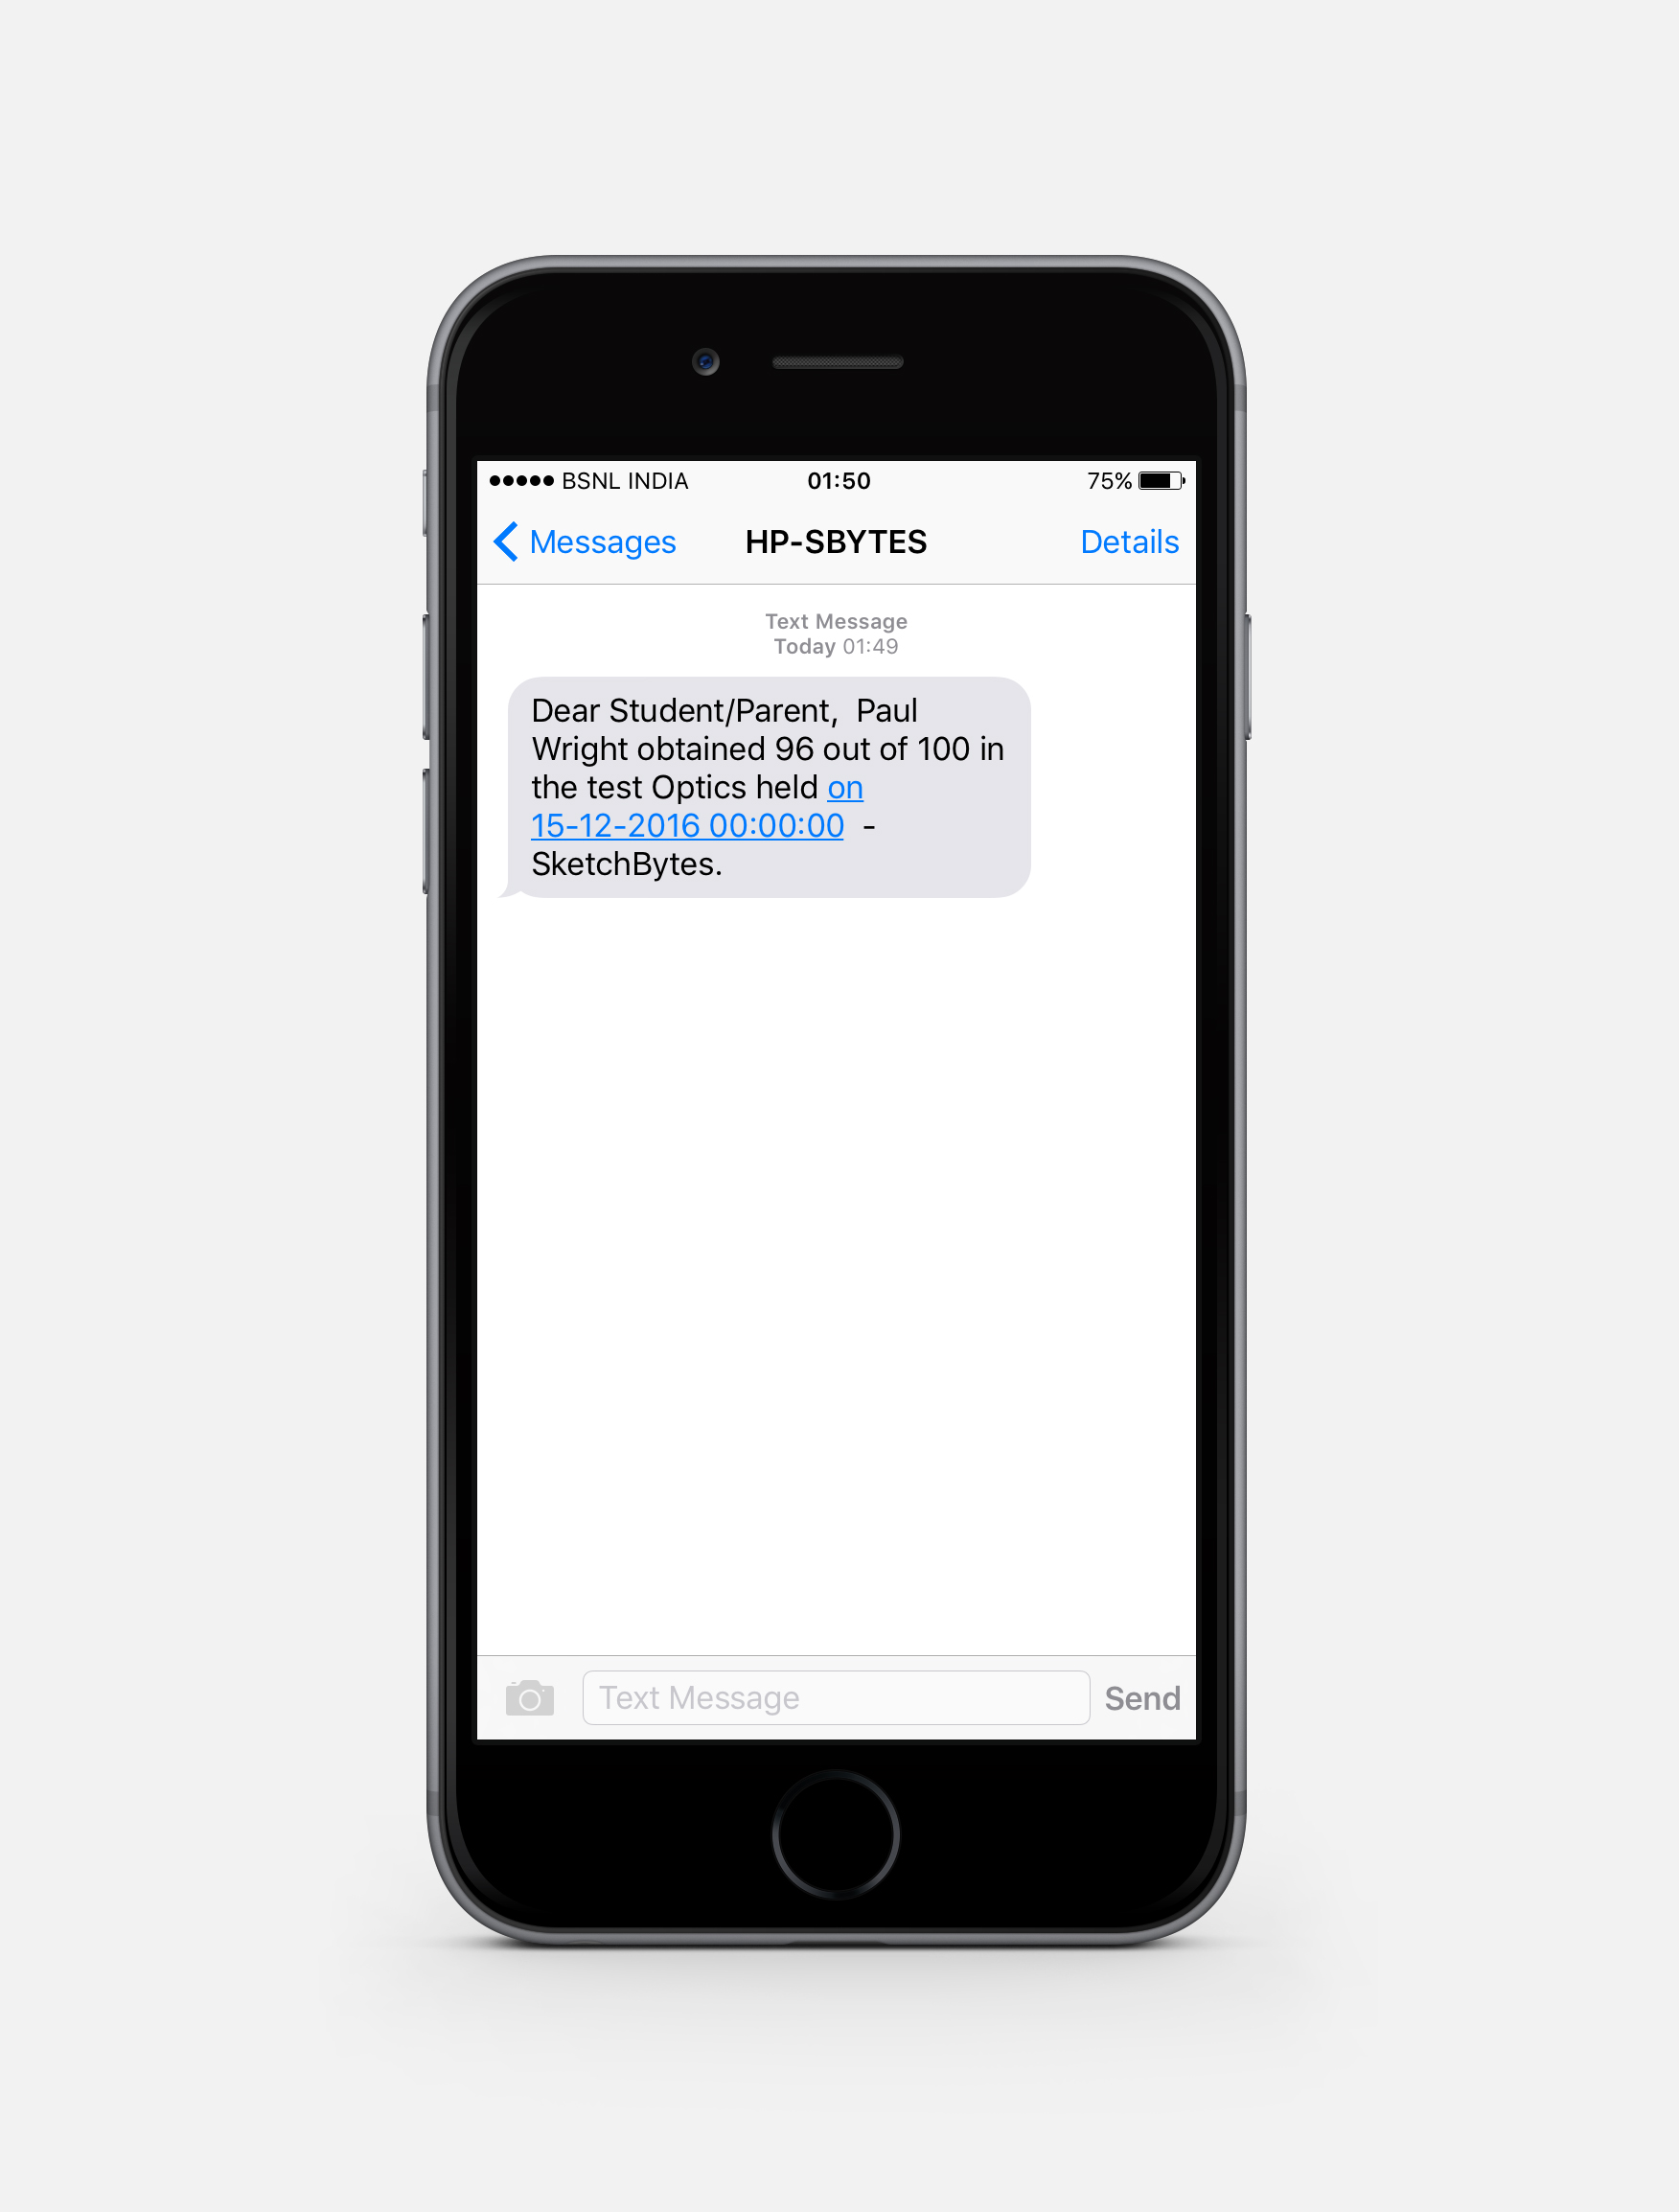 ●●●●● BSNL INDIA 01:50 75%
Messages HP-SBYTES Details
Text Message
Today 01:49
Dear Student/Parent,  Paul
Wright obtained 96 out of 100 in
the test Optics held on
15-12-2016 00:00:00  -
SketchBytes.
Text Message Send